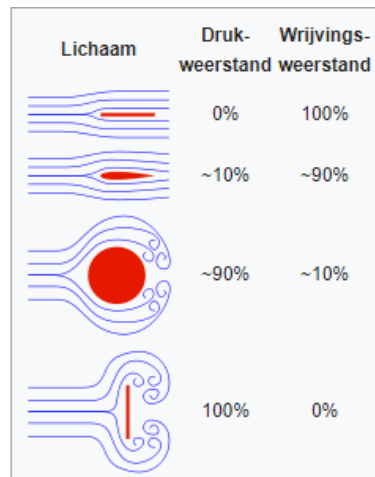 Lichaam Druk- Wrijvings-
weerstand weerstand
0% 100%
~10% ~90%
~90% ~10%
100% 0%